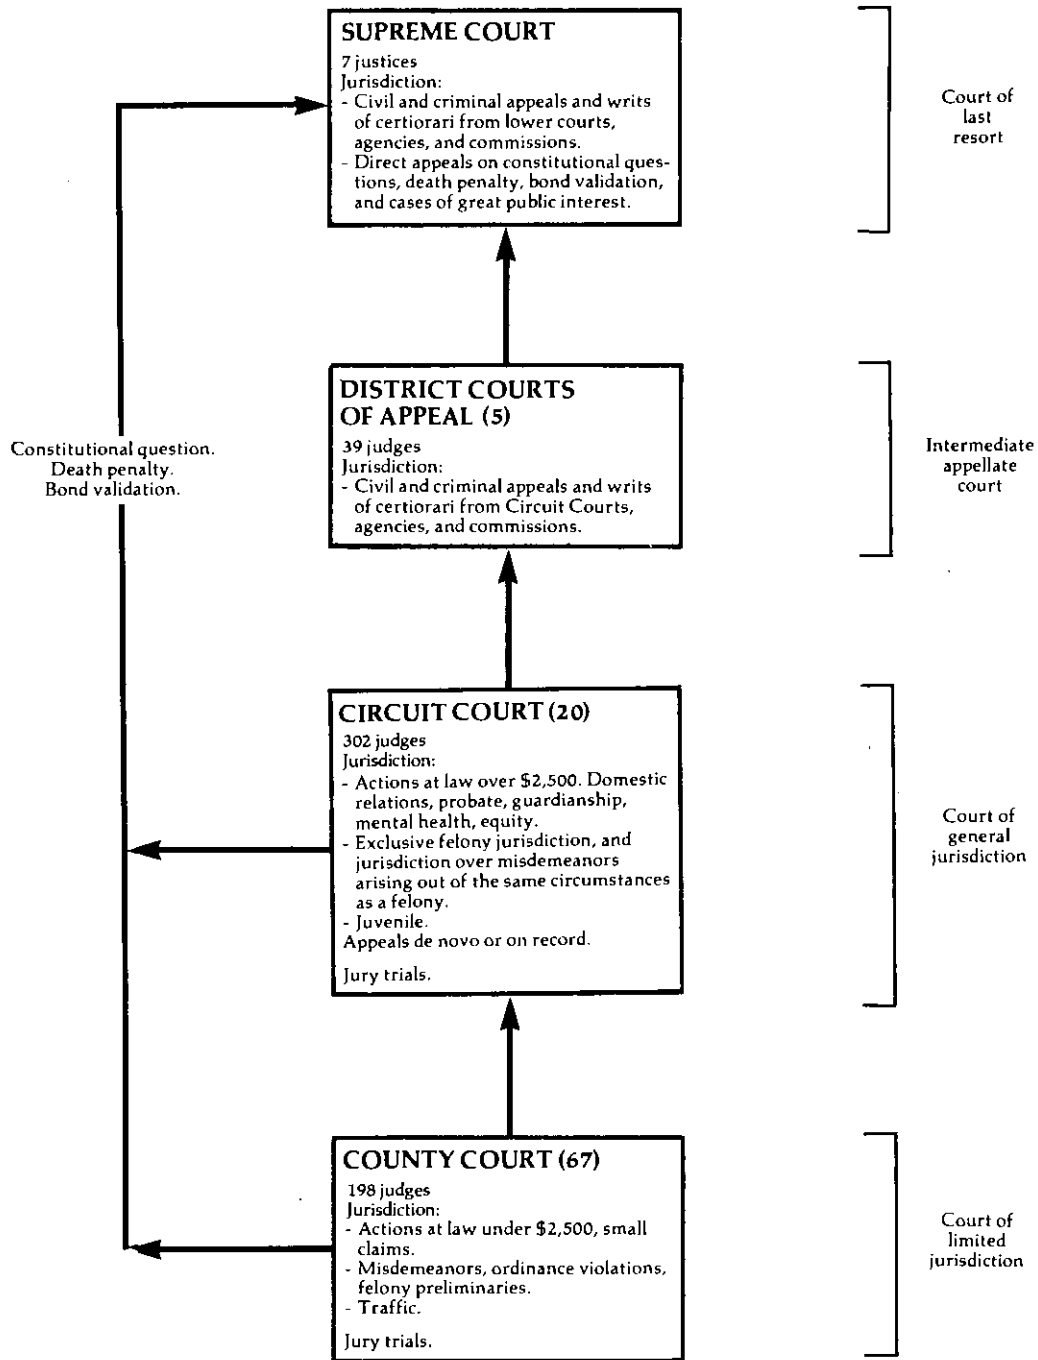 SUPREME COURT
7 justices
Jurisdiction:
- Civil and criminal appeals and writs
of certiorari from lower courts,
agencies, and commissions.
- Direct appeals on constitutional ques-
tions, death penalty, bond validation,
and cases of great public interest.
Court of
last
resort
DISTRICT COURTS
OF APPEAL (5)
39 judges
Jurisdiction:
- Civil and criminal appeals and writs
of certiorari from Circuit Courts,
agencies, and commissions.
Intermediate
appellate
court
Constitutional question.
Death penalty.
Bond validation.
CIRCUIT COURT (20)
302 judges
Jurisdiction:
- Actions at law over $2,500. Domestic
relations, probate, guardianship,
mental health, equity.
- Exclusive felony jurisdiction, and
jurisdiction over misdemeanors
arising out of the same circumstances
as a felony.
- Juvenile.
Appeals de novo or on record.
Jury trials.
Court of
general
jurisdiction
COUNTY COURT (67)
198 judges
Jurisdiction:
- Actions at law under $2,500, small
claims.
- Misdemeanors, ordinance violations,
felony preliminaries.
- Traffic.
Jury trials.
Court of
limited
jurisdiction